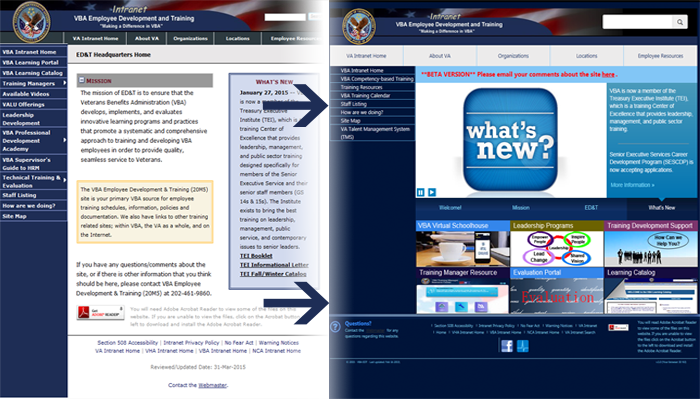 Intranet
VBA Employee Development and Training
"Making a Difference in VBA"
VA Intranet Home
About VA
Organizations
Locations
Employee Resou
VBA Intranet Home
VBA Learning Portal
VBA Learning Catalog
Training Managers
Available Videos
VALU Offerings
Leadership
Development
VBA Professional
Development
Academy
VBA Supervisor's
Guide to HRM
Technical Training &
Evaluation
Staff Listing
How are we doing?
Site Map
ED&T Headquarters Home
MISSION
The mission of ED&T is to ensure that the
Veterans Benefits Administration (VBA)
develops, implements, and evaluates
innovative learning programs and practices
that promote a systematic and comprehensive
approach to training and developing VBA
employees in order to provide quality,
seamless service to Veterans.
The VBA Employee Development & Training (20M5)
site is your primary VBA source for employee
training schedules, information, policies and
documentation. We also have links to other training
related sites; within VBA, the VA as a whole, and on
the Internet.
If you have any questions/comments about the
site, or if there is other information that you think
should be here, please contact VBA Employee
Development & Training (20M5) at 202-461-9860.
You will need Adobe Acrobat Reader to view some of the files on this
website. If you are unable to view the files, click on the Acrobat button
left to download and install the Adobe Acrobat Reader.
Section 508 Accessibility | Intranet Privacy Policy | No Fear Act | Warning Notices
VA Intranet Home | VHA Intranet Home | VBA Intranet Home | NCA Intranet Home
Reviewed/Updated Date: 31-Mar-2015
Contact the Webmaster.
WHAT'S NEW
January 27, 2015 — V
is now a member of the
Treasury Executive
Institute (TEI), which is
training Center of
Excellence that provides
leadership, management,
and public sector training
designed specifically for
members of the Senior
Executive Service and their
senior staff members (GS
14s & 15s). The Institute
exists to bring the best
training on leadership,
management, public
service, and contemporary
issues to senior leaders.
TEI Booklet
TEI Informational Letter
TEI Fall/Winter Catalog
Intranet
VBA Employee Development and Training
"Making a Difference in VBA"
VA Intranet Home
About VA
Organizations
Locations
Employee Resources
VBA Intranet Home
VBA Competency-based Training
Training Resources
VBA Training Calendar
Staff Listing
How are we doing?
Site Map
VA Talent Management System
(TMS)
**BETA VERSION** Please email your comments about the site here .
what's
new?
VBA is now a member of the
Treasury Executive Institute (TEI),
which is a training Center of
Excellence that provides leadership,
management, and public sector
training.
Senior Executive Services Career
Development Program (SESCDP) is
now accepting applications.
More Information »
Welcome!
Mission
ED&T
What's New
VBA Virtual Schoolhouse
Leadership Programs
Empower
People
Inspire
People
Lead
Change
Shared
Vision
Training Development Support
How Can We
Help You?
Training Manager Resource
Evaluation Portal
Evaluation
Learning Catalog
Questions?
for any
questions regarding this website.
Section 508 Accessibility | Intranet Privacy Policy | No Fear Act | Warning Notices | VA Intranet
Home | VHA Intranet Home | VBA Intranet Home | NCA Intranet Search
You will need Adobe Acrobat Reader
to view some of the files on this
website. If you are unable to view
the files click the Acrobat button to
the left to download and install the
Adobe Acrobat Reader.